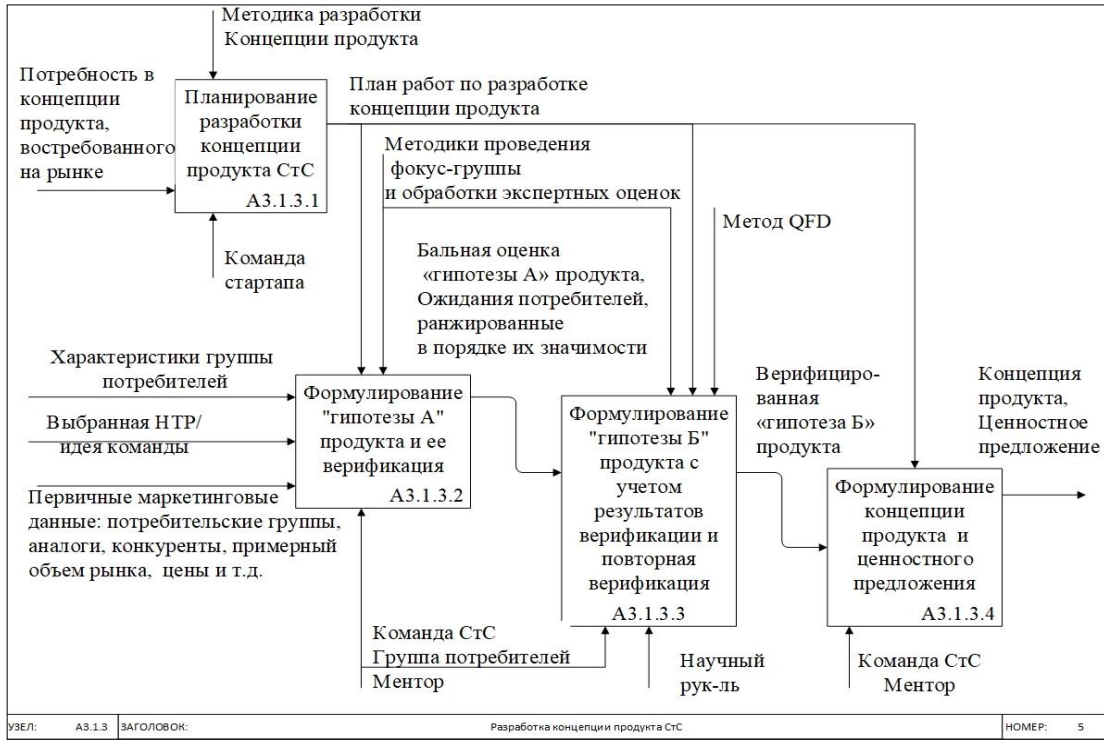 Методика разработки
Концепции продукта
Потребность в
концепции
продукта,
востребованного
на рынке
Планирование
разработки
концепции
продукта СтС
А3.1.3.1
План работ по разработке
концепции продукта
Методики проведения
фокус-группы
и обработки экспертных оценок
Метод QFD
Команда
стартапа
Бальная оценка
«гипотезы А» продукта,
Ожидания потребителей,
ранжированные
в порядке их значимости
Характеристики группы
потребителей
Выбранная НТР/
идея команды
Первичные маркетинговые
данные: потребительские группы,
аналоги, конкуренты, примерный
объем рынка, цены и т.д.
Формулирование
"гипотезы А"
продукта и ее
верификация
А3.1.3.2
Формулирование
"гипотезы Б"
продукта с
учетом
результатов
верификации и
повторная
верификация
А3.1.3.3
Верифициро-
ванная
«гипотеза Б»
продукта
Концепция
продукта,
Ценностное
предложение
Формулирование
концепции
продукта и
ценностного
предложения
А3.1.3.4
Команда СтС
Группа потребителей
Ментор
Научный
рук-ль
Команда СтС
Ментор
УЗЕЛ: А3.1.3 ЗАГОЛОВОК: Разработка концепции продукта СтС НОМЕР: 5